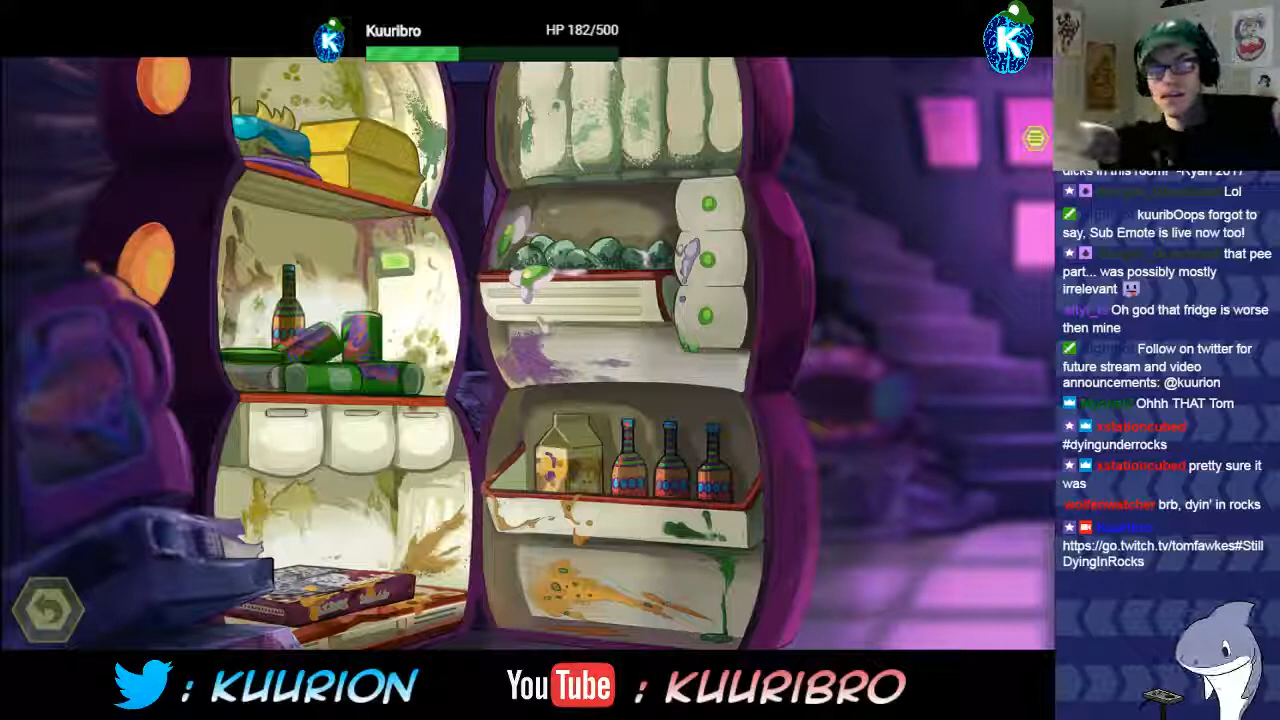 Kuuribro HP 182/500
K
K
dicks in this room!" -Ryan 2017
Lol
kuuribOops forgot to
say, Sub Emote is live now too!
that pee
part... was possibly mostly
irrelevant
Oh god that fridge is worse
then mine
Follow on twitter for
future stream and video
announcements: @kuurion
Ohhh THAT Tom
xstationcubed
#dyingunderrocks
xstationcubed pretty sure it
was
wolfenwatcher brb, dyin' in rocks
Kuuribro
https://go.twitch.tv/tomfawkes#Still
DyingInRocks
: KUURION
YouTube : KUURIBRO